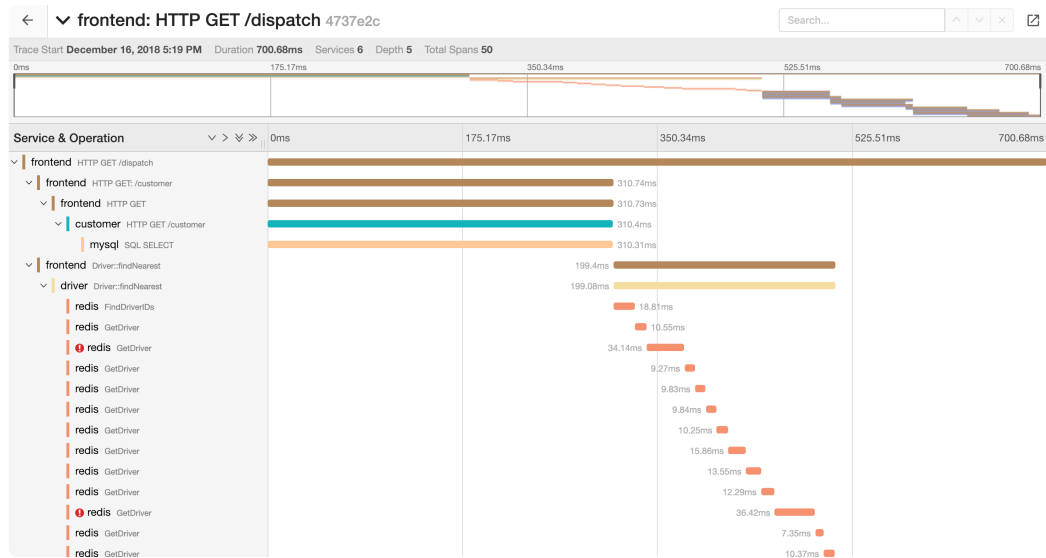 frontend: HTTP GET /dispatch 4737e2c
Search...
Trace Start December 16, 2018 5:19 PM Duration 700.68ms Services 6 Depth 5 Total Spans 50
0ms 175.17ms 350.34ms 525.51ms 700.68ms
Service & Operation 0ms 175.17ms 350.34ms 525.51ms 700.68ms
frontend HTTP GET /dispatch
frontend HTTP GET: /customer 310.74ms
frontend HTTP GET 310.73ms
customer HTTP GET /customer 310.4ms
mysql SQL SELECT 310.31ms
frontend Driver::findNearest 199.4ms
driver Driver::findNearest 199.08ms
redis FindDriverIDs 18.81ms
redis GetDriver 10.55ms
redis GetDriver 34.14ms
redis GetDriver 9.27ms
redis GetDriver 9.83ms
redis GetDriver 9.84ms
redis GetDriver 10.25ms
redis GetDriver 15.86ms
redis GetDriver 13.55ms
redis GetDriver 12.29ms
redis GetDriver 36.42ms
redis GetDriver 7.35ms
redis GetDriver 10.37ms